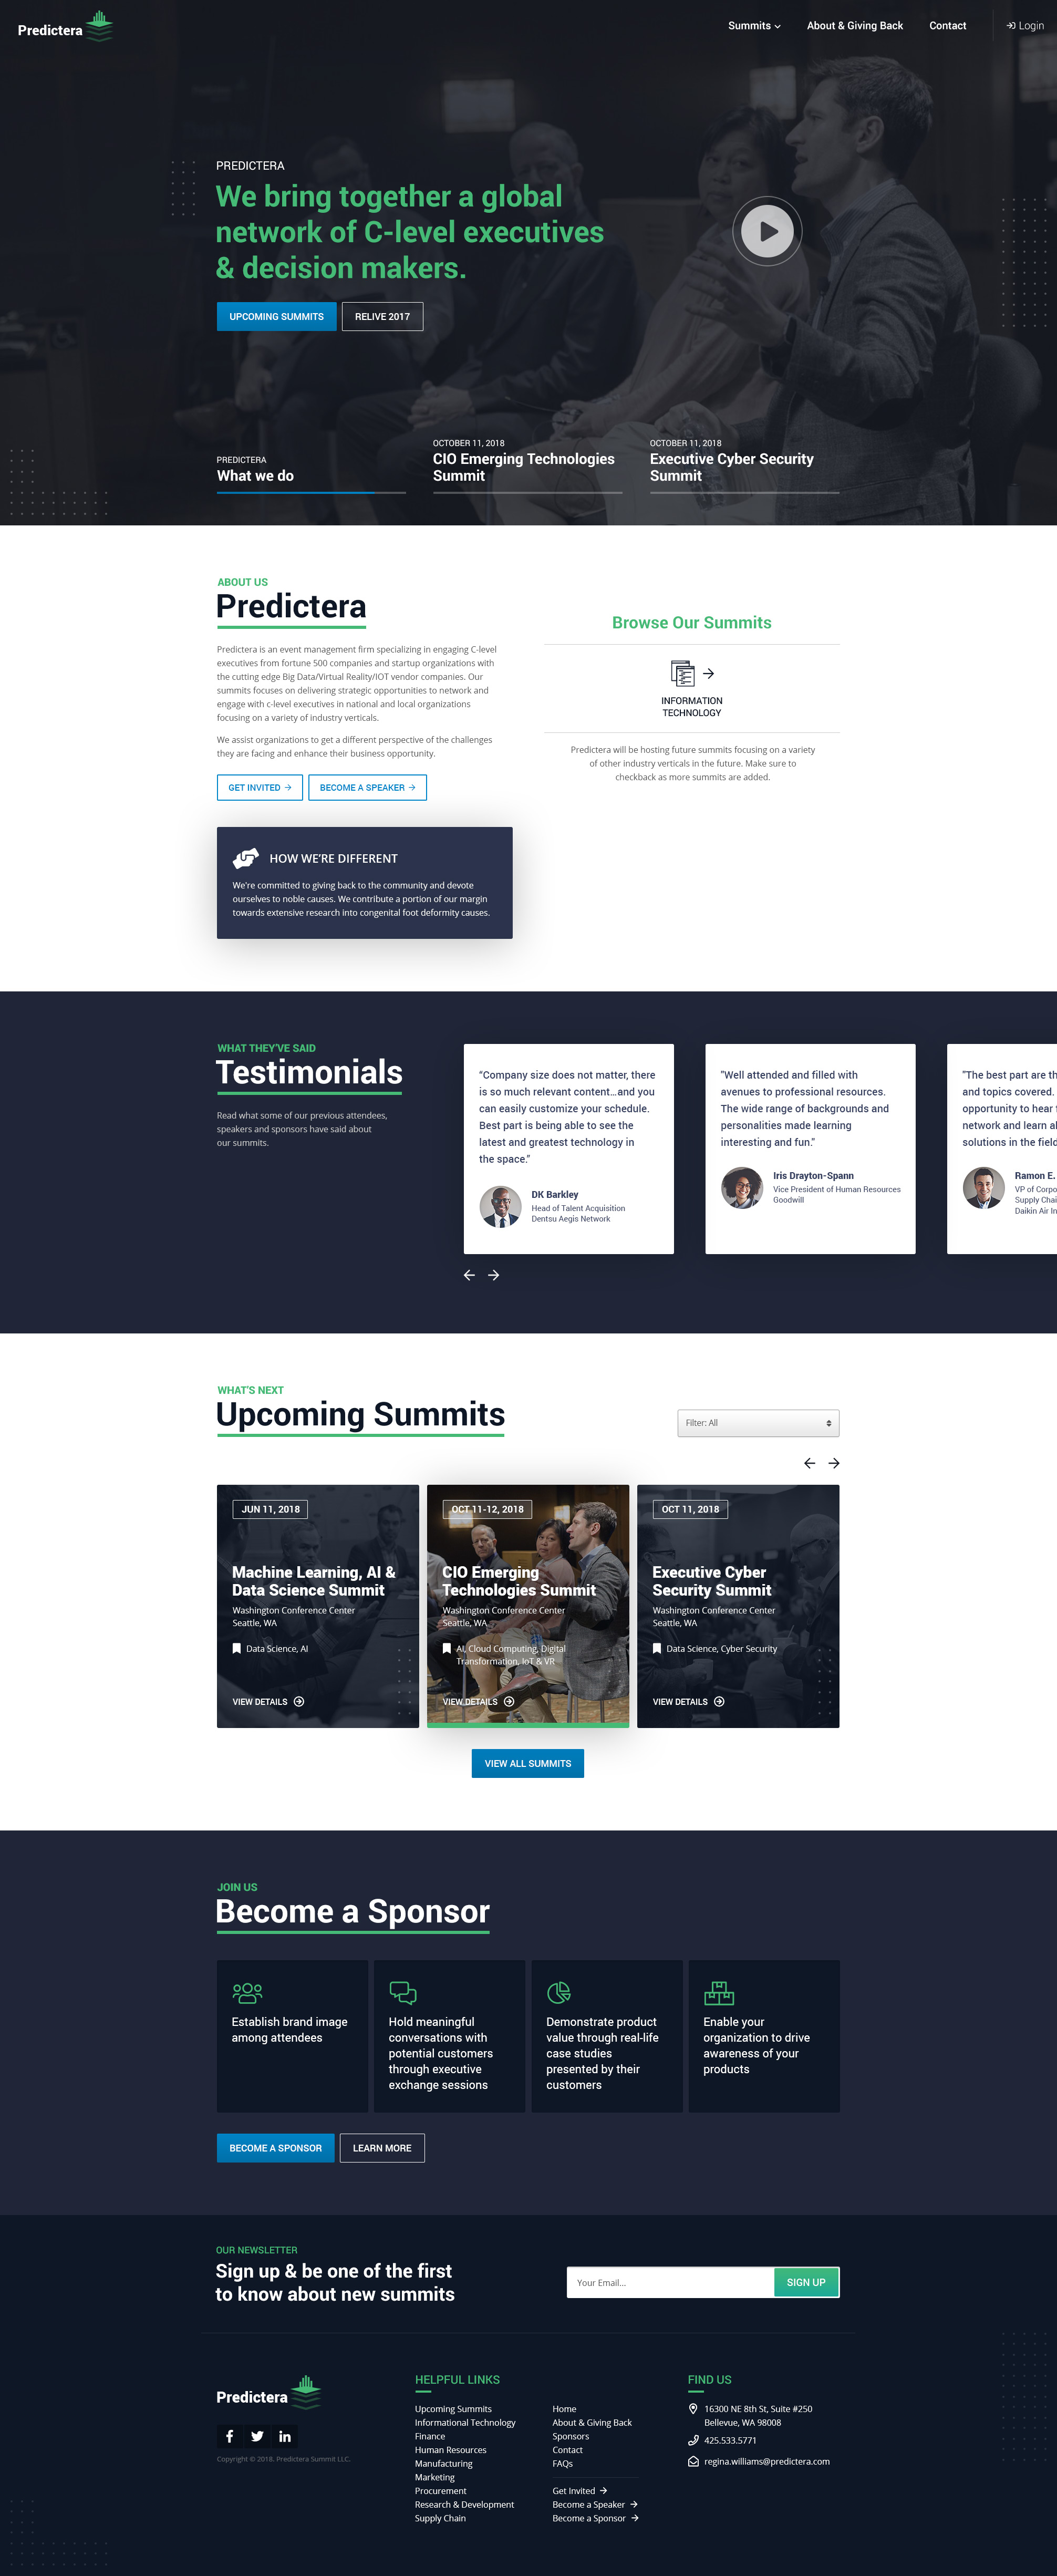 Predictera
Summits
About & Giving Back
Contact
Login
PREDICTERA
We bring together a global
network of C-level executives
& decision makers.
UPCOMING SUMMITS
RELIVE 2017
PREDICTERA
What we do
OCTOBER 11, 2018
CIO Emerging Technologies
Summit
OCTOBER 11, 2018
Executive Cyber Security
Summit
ABOUT US
Predictera
Predictera is an event management firm specializing in engaging C-level
executives from fortune 500 companies and startup organizations with
the cutting edge Big Data/Virtual Reality/IOT vendor companies. Our
summits focuses on delivering strategic opportunities to network and
engage with c-level executives in national and local organizations
focusing on a variety of industry verticals.
We assist organizations to get a different perspective of the challenges
they are facing and enhance their business opportunity.
GET INVITED
BECOME A SPEAKER
HOW WE'RE DIFFERENT
We're committed to giving back to the community and devote
ourselves to noble causes. We contribute a portion of our margin
towards extensive research into congenital foot deformity causes.
Browse Our Summits
INFORMATION
TECHNOLOGY
Predictera will be hosting future summits focusing on a variety
of other industry verticals in the future. Make sure to
checkback as more summits are added.
WHAT THEY'VE SAID
Testimonials
Read what some of our previous attendees,
speakers and sponsors have said about
our summits.
“Company size does not matter, there
is so much relevant content…and you
can easily customize your schedule.
Best part is being able to see the
latest and greatest technology in
the space.”
DK Barkley
Head of Talent Acquisition
Dentsu Aegis Network
"Well attended and filled with
avenues to professional resources.
The wide range of backgrounds and
personalities made learning
interesting and fun."
Iris Drayton-Spann
Vice President of Human Resources
Goodwill
"The best part are th
and topics covered.
opportunity to hear
network and learn a
solutions in the field
Ramon E.
VP of Corpo
Supply Chai
Daikin Air In
WHAT'S NEXT
Upcoming Summits
Filter: All
JUN 11, 2018
Machine Learning, AI &
Data Science Summit
Washington Conference Center
Seattle, WA
Data Science, AI
VIEW DETAILS
OCT 11-12, 2018
CIO Emerging
Technologies Summit
Washington Conference Center
Seattle, WA
AI, Cloud Computing, Digital
Transformation, IoT & VR
VIEW DETAILS
OCT 11, 2018
Executive Cyber
Security Summit
Washington Conference Center
Seattle, WA
Data Science, Cyber Security
VIEW DETAILS
VIEW ALL SUMMITS
JOIN US
Become a Sponsor
Establish brand image
among attendees
Hold meaningful
conversations with
potential customers
through executive
exchange sessions
Demonstrate product
value through real-life
case studies
presented by their
customers
Enable your
organization to drive
awareness of your
products
BECOME A SPONSOR
LEARN MORE
OUR NEWSLETTER
Sign up & be one of the first
to know about new summits
Your Email...
SIGN UP
Predictera
Copyright © 2018. Predictera Summit LLC.
HELPFUL LINKS
Upcoming Summits
Informational Technology
Finance
Human Resources
Manufacturing
Marketing
Procurement
Research & Development
Supply Chain
Home
About & Giving Back
Sponsors
Contact
FAQs
Get Invited
Become a Speaker
Become a Sponsor
FIND US
16300 NE 8th St, Suite #250
Bellevue, WA 98008
425.533.5771
regina.williams@predictera.com